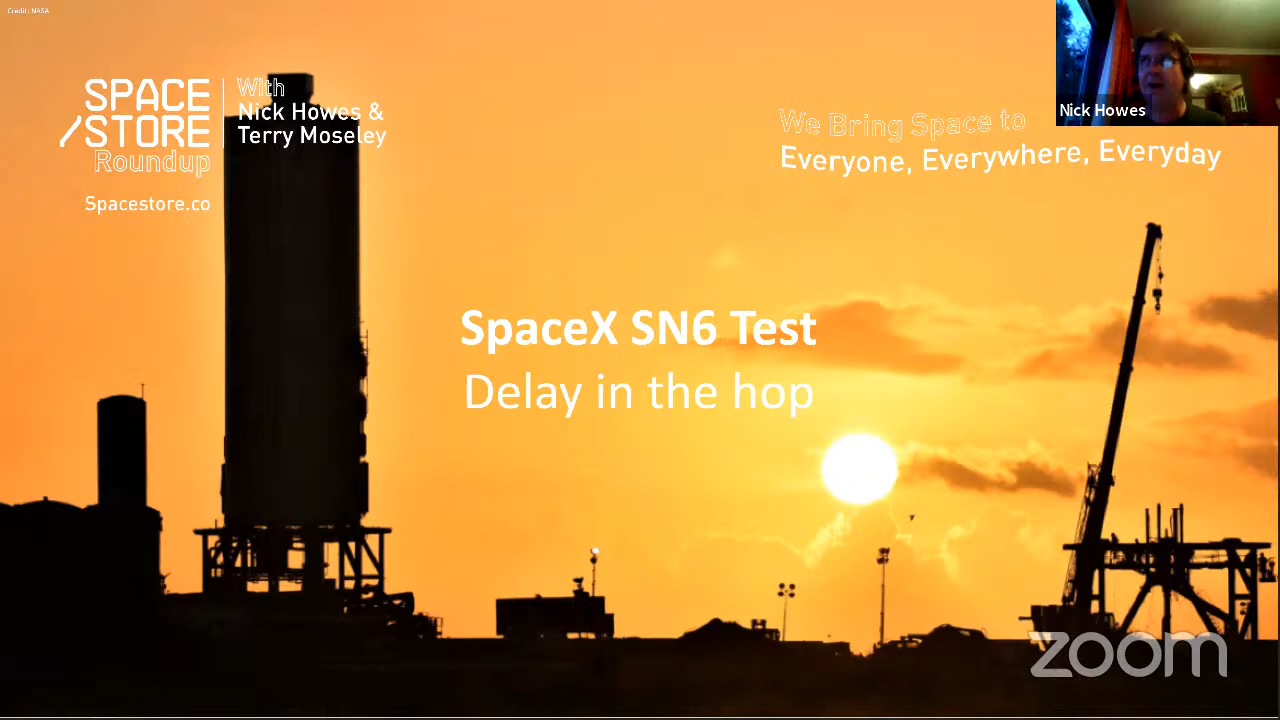 Credit: NASA
SPACE
/STORE
Roundup
With
Nick Howes &
Terry Moseley
Spacestore.co
We Bring Space to
Everyone, Everywhere, Everyday
Nick Howes
SpaceX SN6 Test
Delay in the hop
zoom